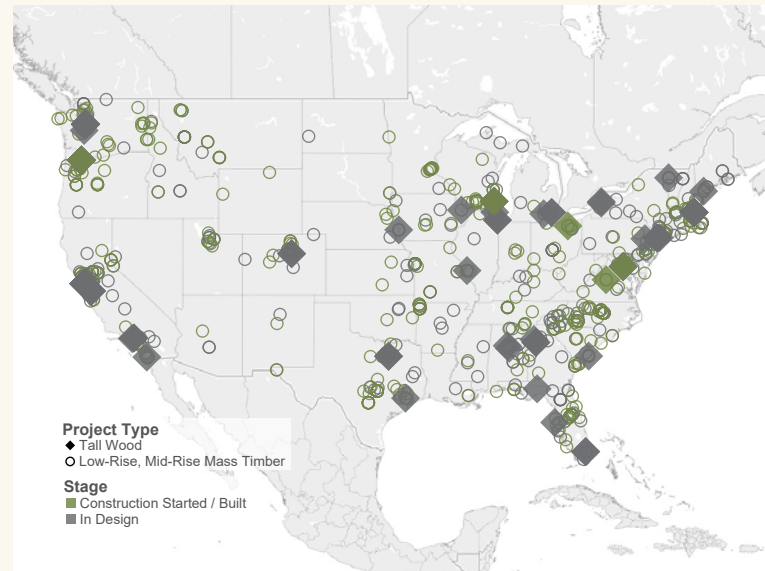 Project Type
Tall Wood
Low-Rise, Mid-Rise Mass Timber
Stage
Construction Started / Built
In Design